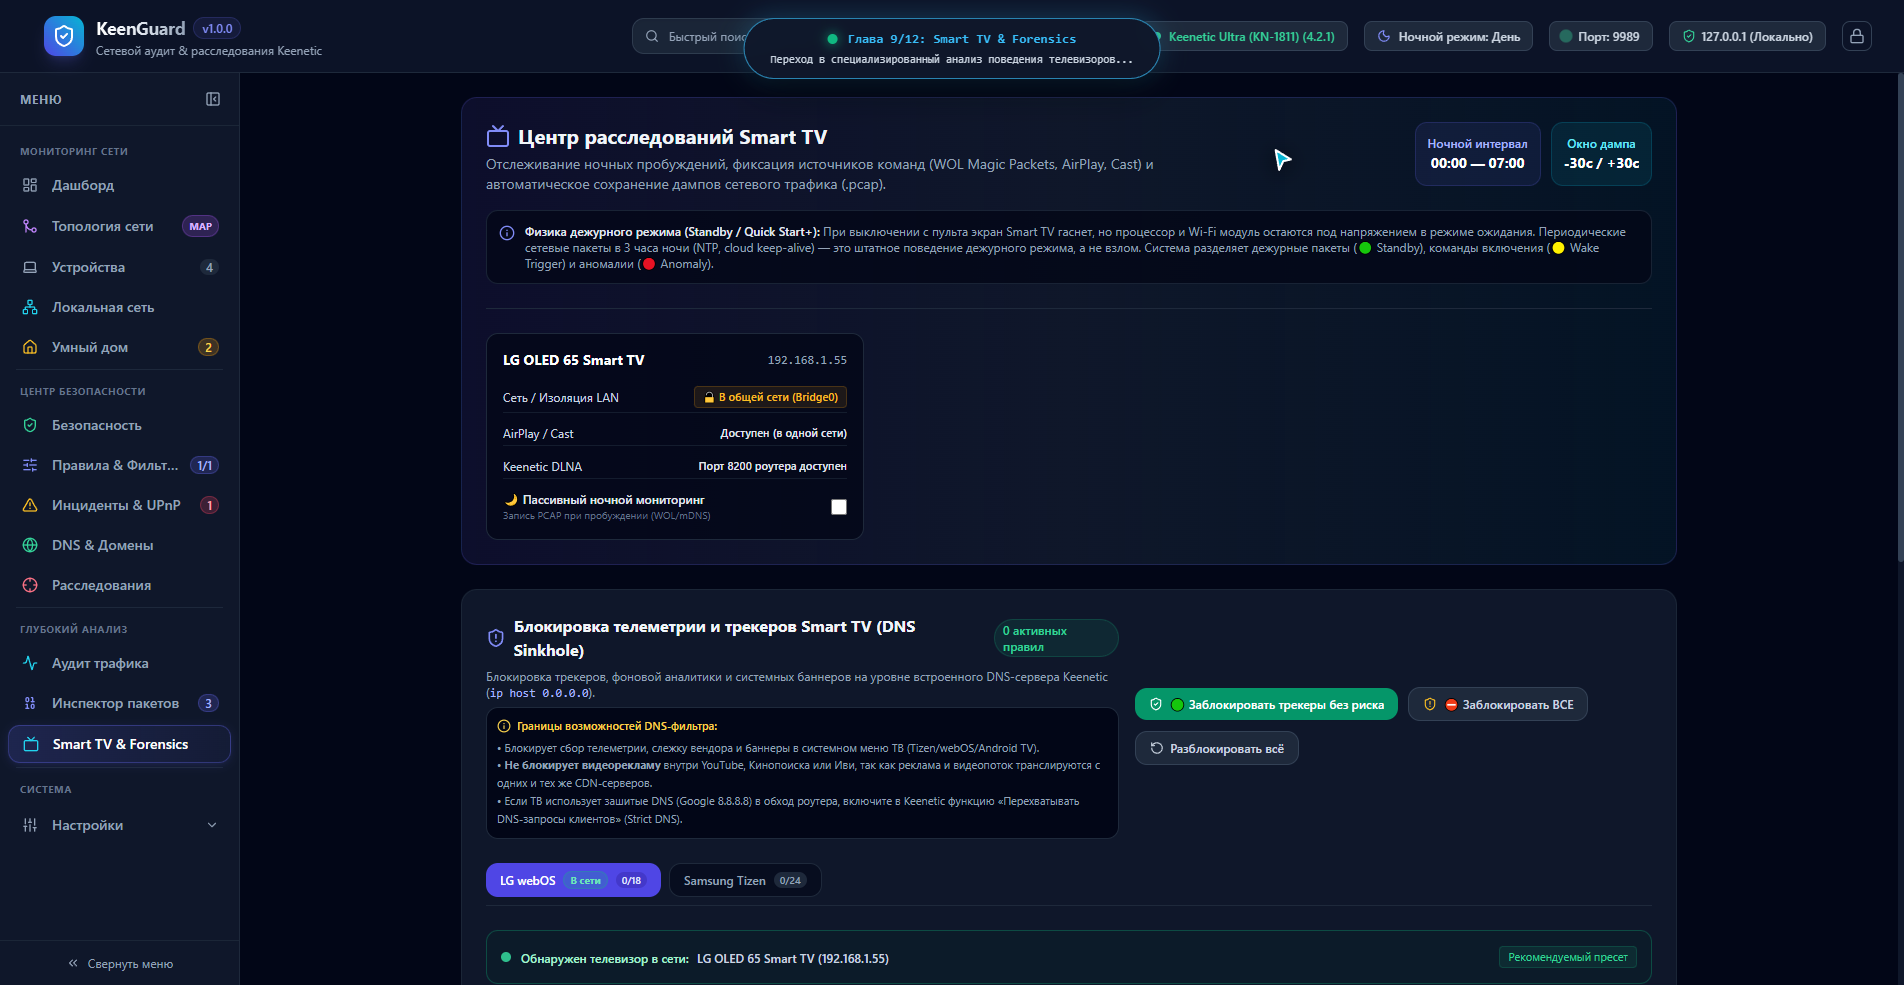 KeenGuard v1.0.0
Сетевой аудит & расследования Keenetic
Быстрый поис
Глава 9/12: Smart TV & Forensics
Переход в специализированный анализ поведения телевизоров...
Keenetic Ultra (KN-1811) (4.2.1)
Ночной режим: День
Порт: 9989
127.0.0.1 (Локально)
МЕНЮ
МОНИТОРИНГ СЕТИ
Дашборд
Топология сети MAP
Устройства 4
Локальная сеть
Умный дом 2
ЦЕНТР БЕЗОПАСНОСТИ
Безопасность
Правила & Фильт... 1/1
Инциденты & UPnP 1
DNS & Домены
Расследования
ГЛУБОКИЙ АНАЛИЗ
Аудит трафика
Инспектор пакетов 3
Smart TV & Forensics
СИСТЕМА
Настройки
Свернуть меню
Центр расследований Smart TV
Отслеживание ночных пробуждений, фиксация источников команд (WOL Magic Packets, AirPlay, Cast) и
автоматическое сохранение дампов сетевого трафика (.pcap).
Ночной интервал
00:00 — 07:00
Окно дампа
-30с / +30с
Физика дежурного режима (Standby / Quick Start+): При выключении с пульта экран Smart TV гаснет, но процессор и Wi-Fi модуль остаются под напряжением в режиме ожидания. Периодические
сетевые пакеты в 3 часа ночи (NTP, cloud keep-alive) — это штатное поведение дежурного режима, а не взлом. Система разделяет дежурные пакеты ( Standby), команды включения ( Wake
Trigger) и аномалии ( Anomaly).
LG OLED 65 Smart TV 192.168.1.55
Сеть / Изоляция LAN В общей сети (Bridge0)
AirPlay / Cast Доступен (в одной сети)
Keenetic DLNA Порт 8200 роутера доступен
Пассивный ночной мониторинг
Запись PCAP при пробуждении (WOL/mDNS)
Блокировка телеметрии и трекеров Smart TV (DNS
Sinkhole)
0 активных
правил
Блокировка трекеров, фоновой аналитики и системных баннеров на уровне встроенного DNS-сервера Keenetic
(ip host 0.0.0.0).
Границы возможностей DNS-фильтра:
• Блокирует сбор телеметрии, слежку вендора и баннеры в системном меню ТВ (Tizen/webOS/Android TV).
• Не блокирует видеорекламу внутри YouTube, Кинопоиска или Иви, так как реклама и видеопоток транслируются с
одних и тех же CDN-серверов.
• Если ТВ использует зашитые DNS (Google 8.8.8.8) в обход роутера, включите в Keenetic функцию «Перехватывать
DNS-запросы клиентов» (Strict DNS).
Заблокировать трекеры без риска
Заблокировать ВСЕ
Разблокировать всё
LG webOS В сети 0/18
Samsung Tizen 0/24
Обнаружен телевизор в сети: LG OLED 65 Smart TV (192.168.1.55)
Рекомендуемый пресет